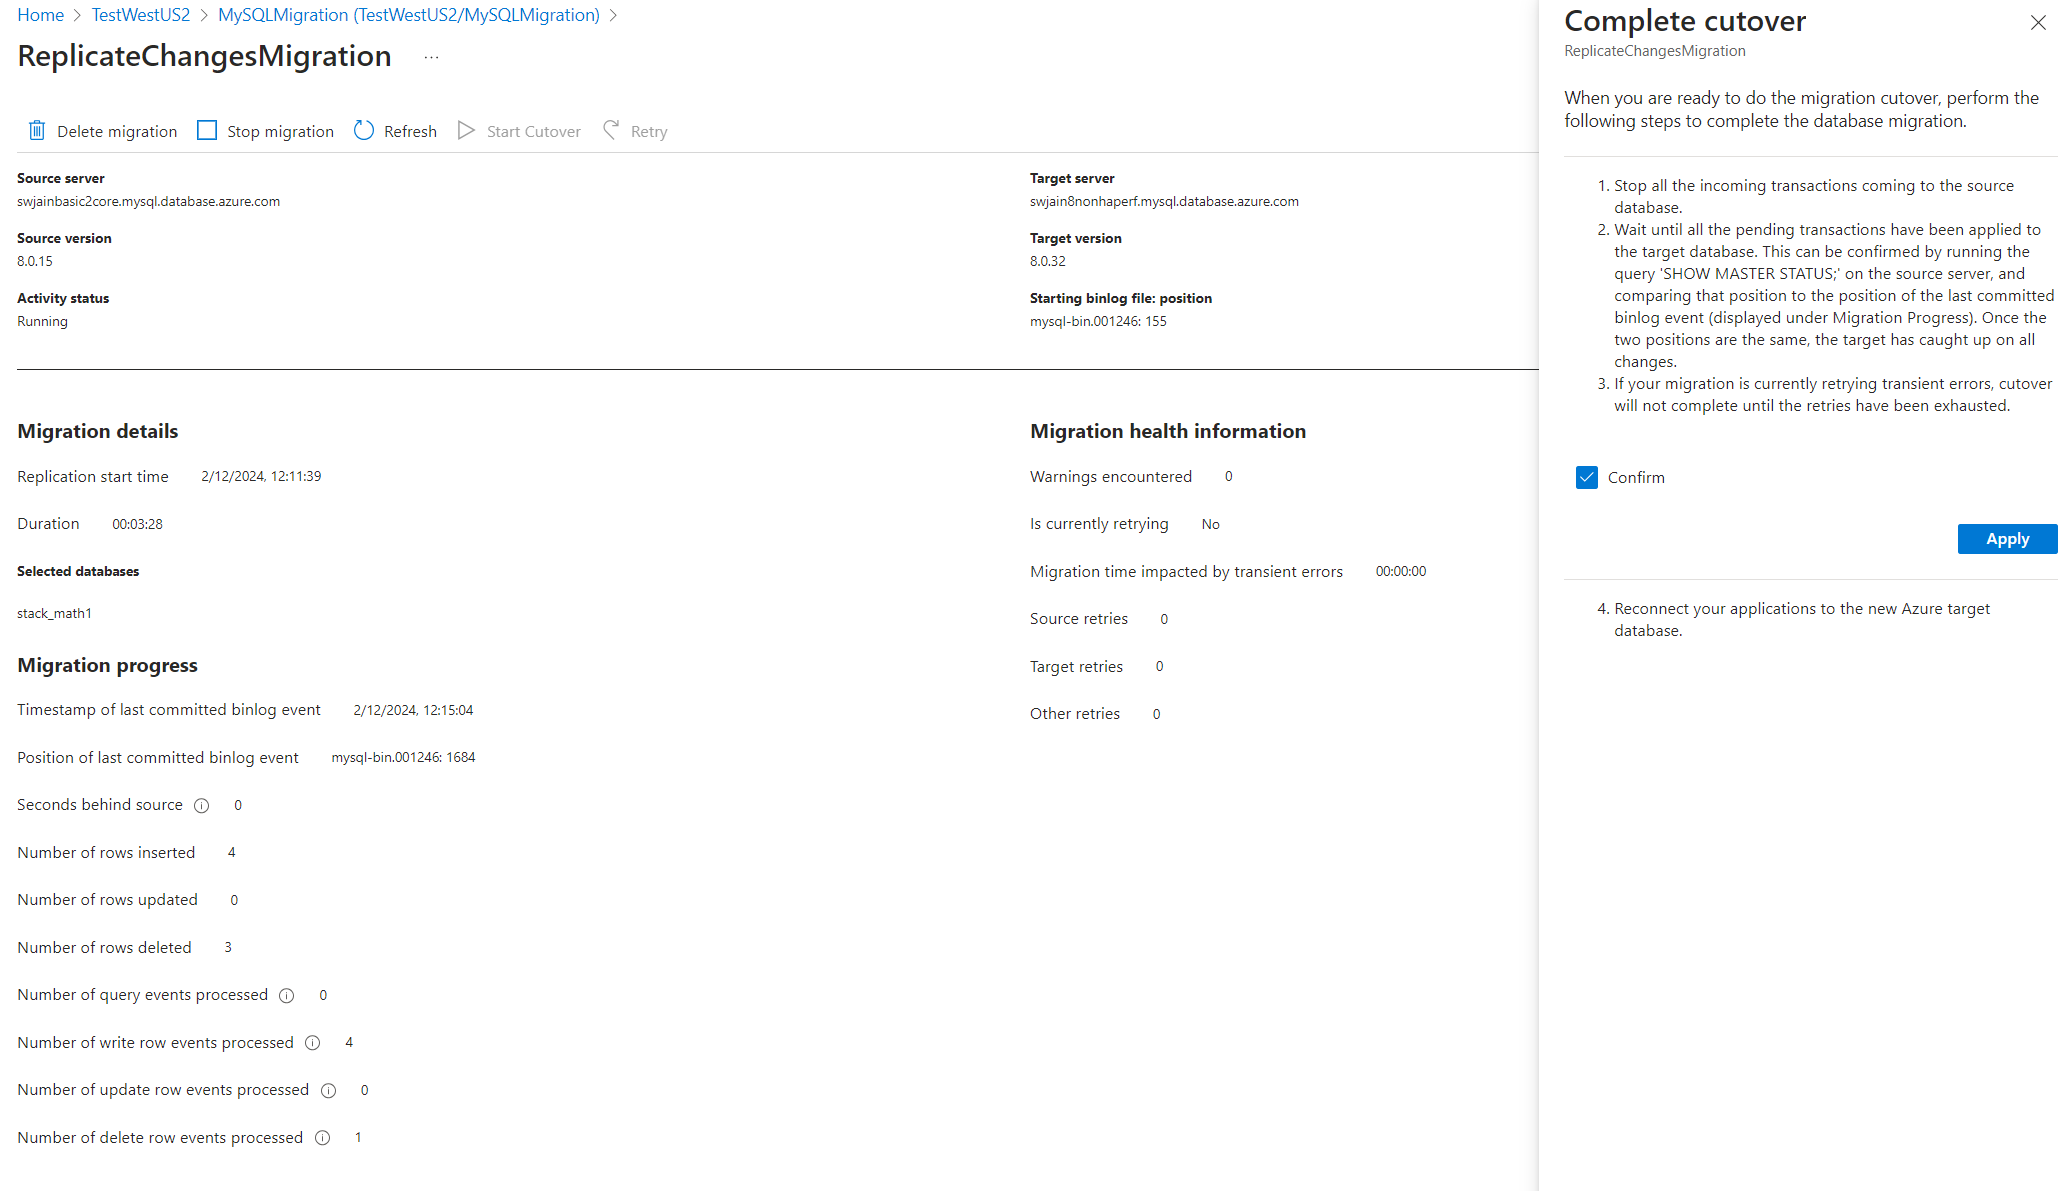 Home > TestWestUS2 > MySQLMigration (TestWestUS2/MySQLMigration) >
ReplicateChangesMigration ...
Delete migration Stop migration Refresh Start Cutover Retry
Source server
swjainbasic2core.mysql.database.azure.com
Source version
8.0.15
Activity status
Running
Target server
swjain8nonhaperf.mysql.database.azure.com
Target version
8.0.32
Starting binlog file: position
mysql-bin.001246: 155
Migration details
Replication start time 2/12/2024, 12:11:39
Duration 00:03:28
Selected databases
stack_math1
Migration progress
Timestamp of last committed binlog event 2/12/2024, 12:15:04
Position of last committed binlog event mysql-bin.001246: 1684
Seconds behind source 0
Number of rows inserted 4
Number of rows updated 0
Number of rows deleted 3
Number of query events processed 0
Number of write row events processed 4
Number of update row events processed 0
Number of delete row events processed 1
Migration health information
Warnings encountered 0
Is currently retrying No
Migration time impacted by transient errors 00:00:00
Source retries 0
Target retries 0
Other retries 0
Complete cutover
ReplicateChangesMigration
When you are ready to do the migration cutover, perform the
following steps to complete the database migration.
1. Stop all the incoming transactions coming to the source
database.
2. Wait until all the pending transactions have been applied to
the target database. This can be confirmed by running the
query 'SHOW MASTER STATUS;' on the source server, and
comparing that position to the position of the last committed
binlog event (displayed under Migration Progress). Once the
two positions are the same, the target has caught up on all
changes.
3. If your migration is currently retrying transient errors, cutover
will not complete until the retries have been exhausted.
Confirm
Apply
4. Reconnect your applications to the new Azure target
database.